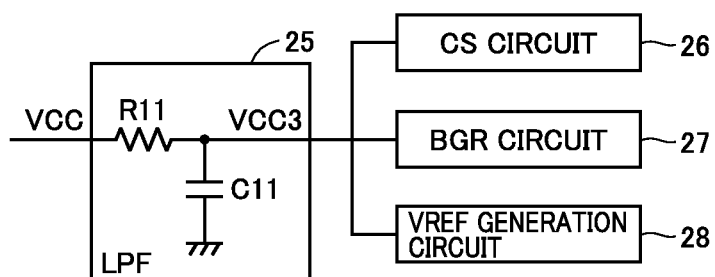 25
CS CIRCUIT
26
VCC
R11
VCC3
BGR CIRCUIT
27
C11
VREF GENERATION
CIRCUIT
28
LPF